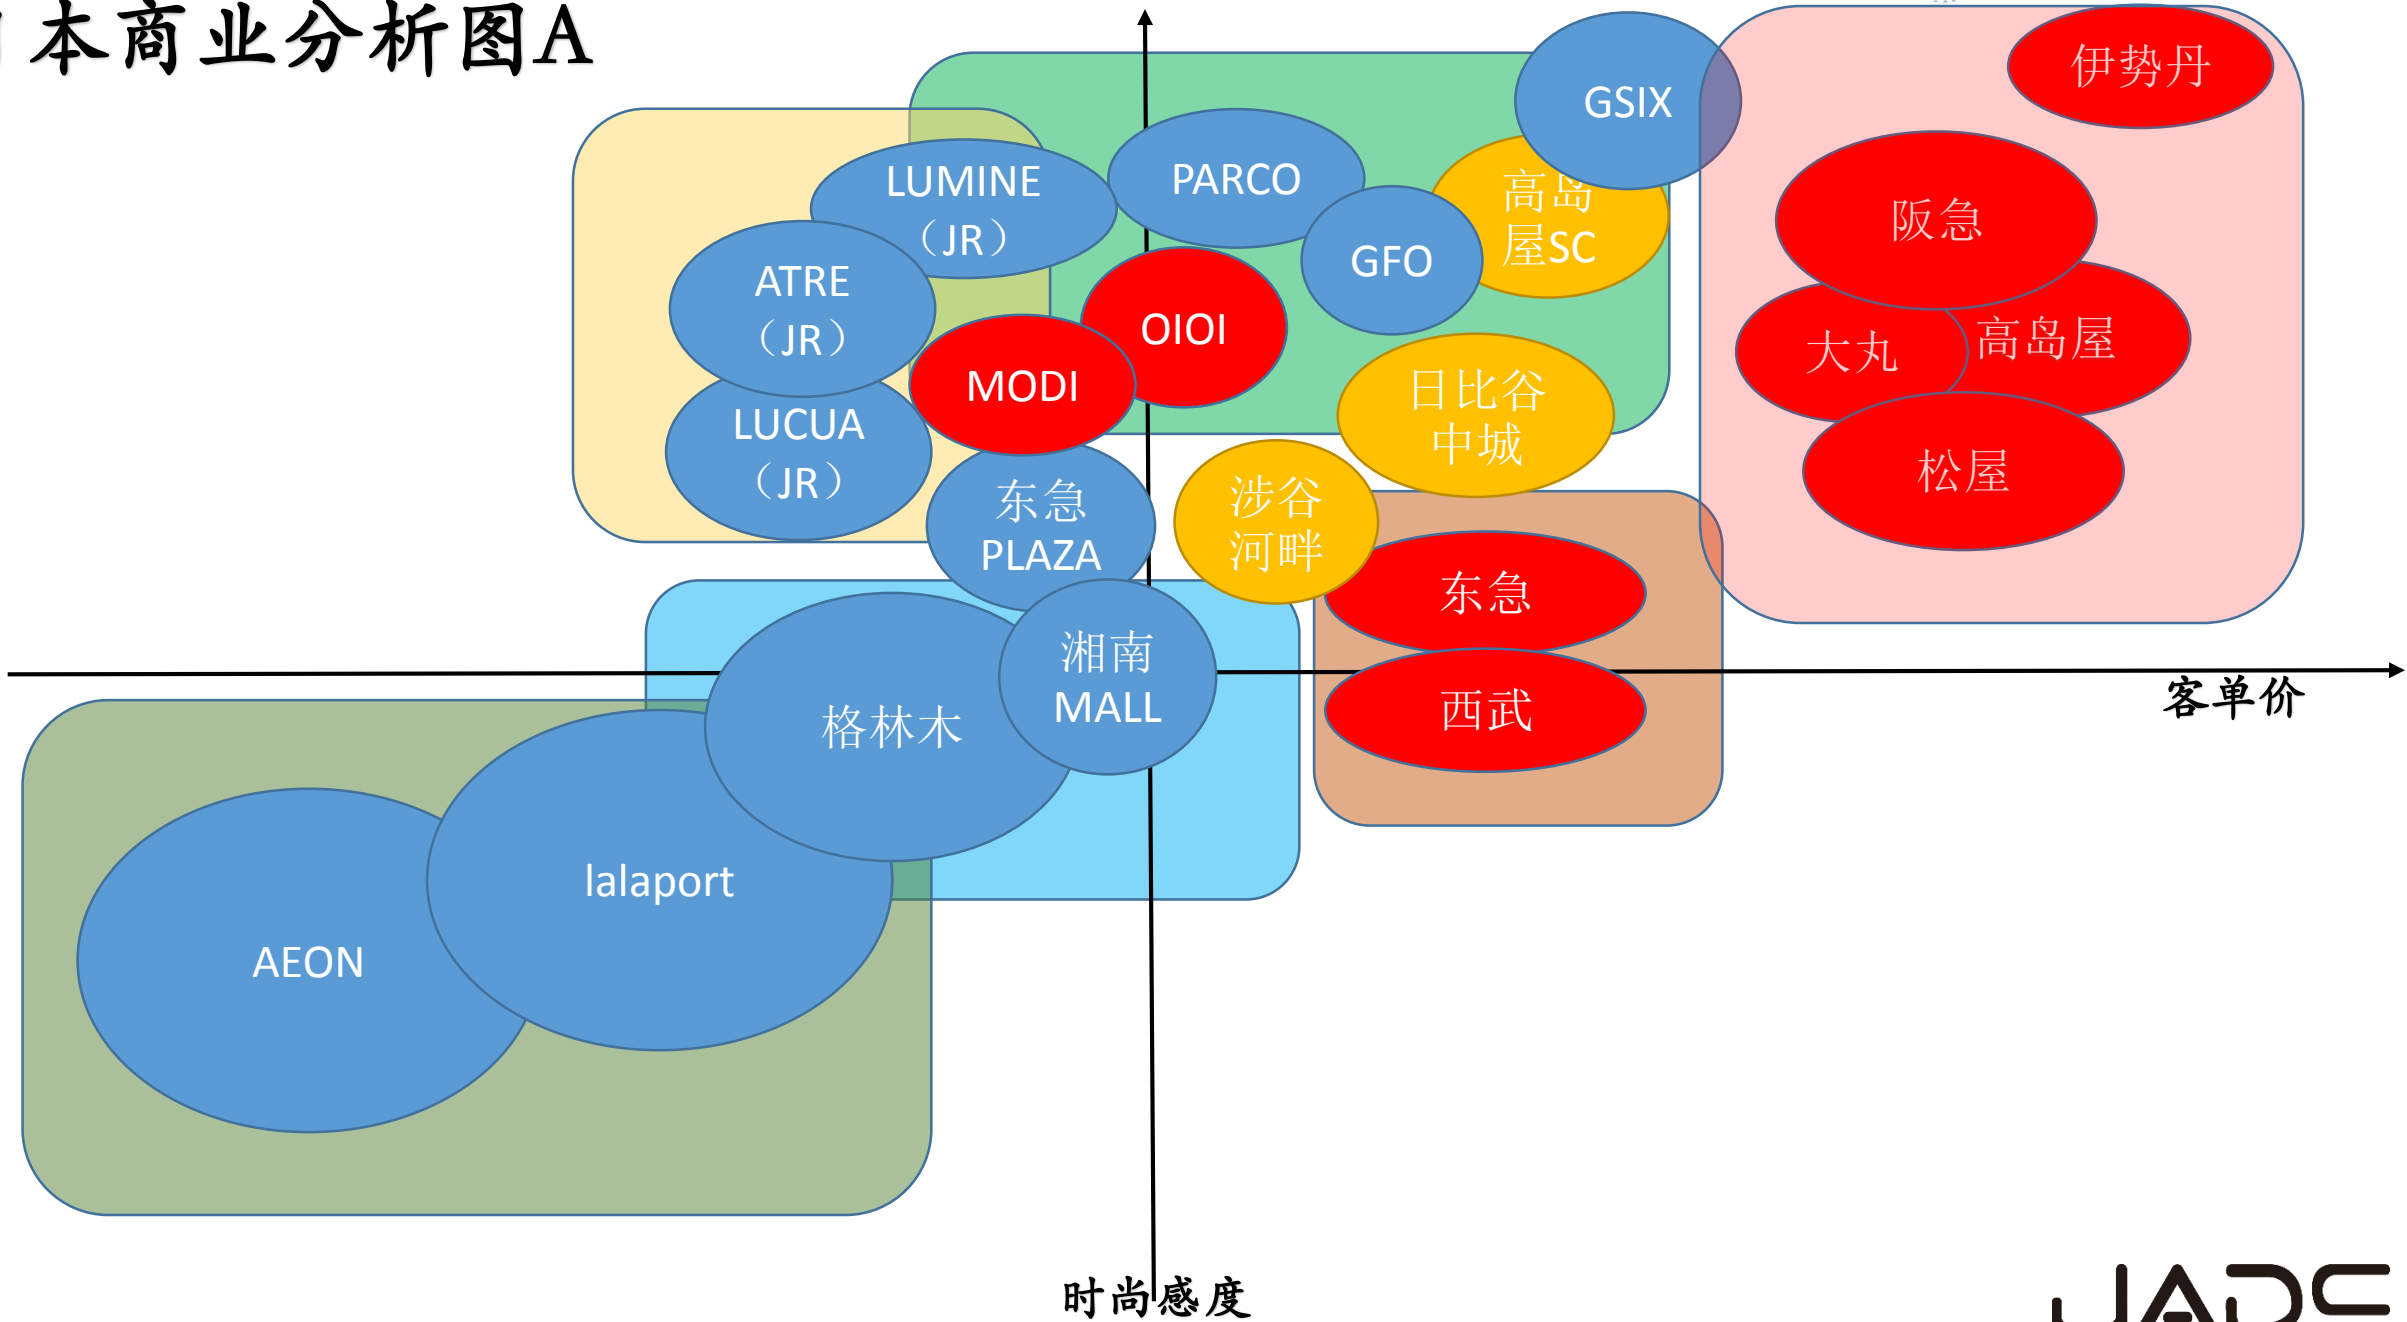 本商业分析图A
伊势丹
GSIX
LUMINE
（JR）
PARCO
高岛
屋SC
阪急
ATRE
（JR）
GFO
OIOI
大丸
高岛屋
MODI
日比谷
中城
LUCUA
（JR）
松屋
东急
PLAZA
涉谷
河畔
东急
湘南
MALL
西武
格林木
客单价
lalaport
AEON
时尚感度